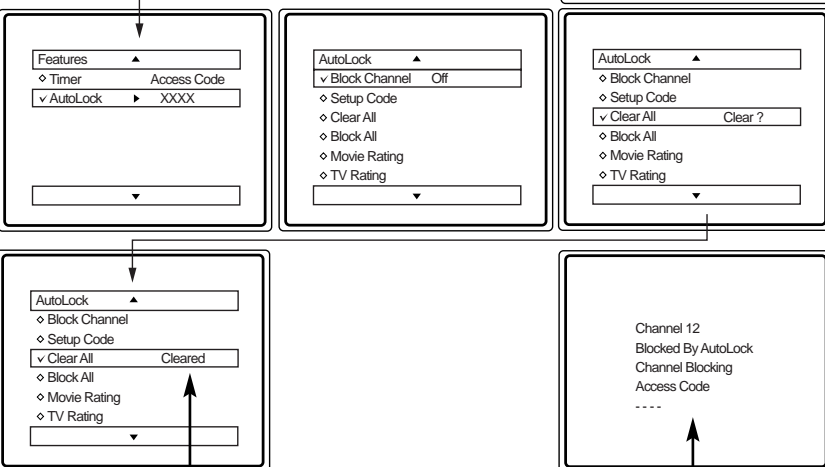 Features ▲
◇ Timer Access Code
✓ AutoLock ▶ XXXX
▼
AutoLock ▲
✓ Block Channel Off
◇ Setup Code
◇ Clear All
◇ Block All
◇ Movie Rating
◇ TV Rating
▼
AutoLock ▲
◇ Block Channel
◇ Setup Code
✓ Clear All Clear ?
◇ Block All
◇ Movie Rating
◇ TV Rating
▼
AutoLock ▲
◇ Block Channel
◇ Setup Code
✓ Clear All Cleared
◇ Block All
◇ Movie Rating
◇ TV Rating
▼
Channel 12
Blocked By AutoLock
Channel Blocking
Access Code
- - - -